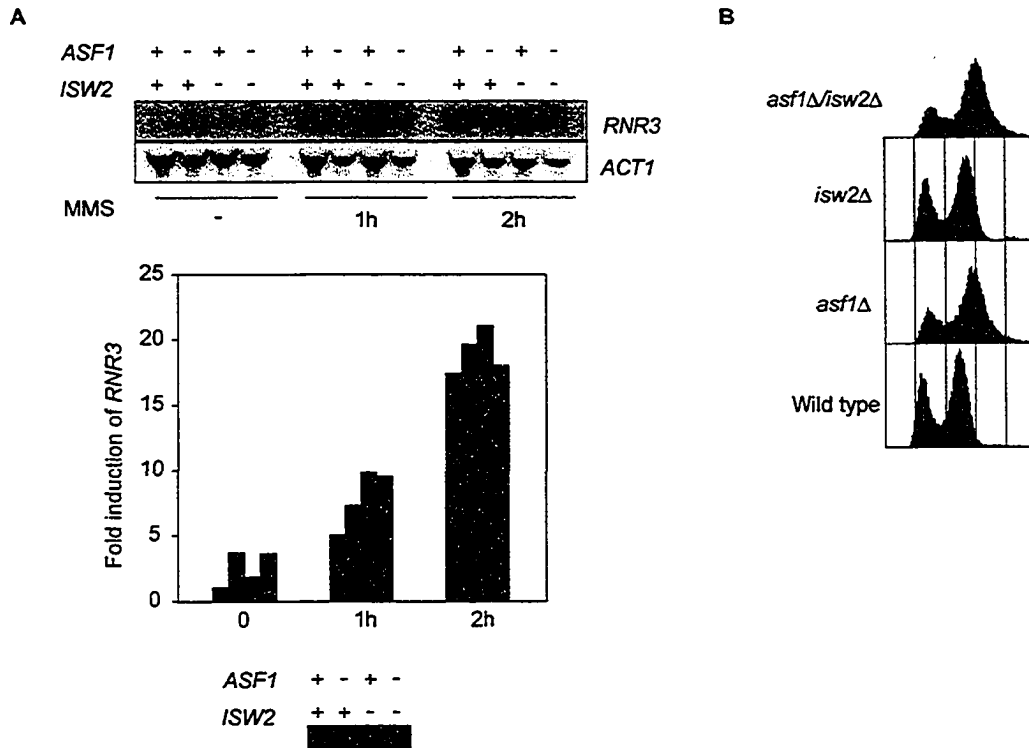 A
ASF1 + - + - + - + - + - + -
ISW2 + + - - + + - - + + - -
RNR3
ACT1
MMS - 1h 2h
Fold induction of RNR3
25
20
15
10
5
0
0 1h 2h
ASF1 + - + -
ISW2 + + - -
B
asf1Δ/isw2Δ
isw2Δ
asf1Δ
Wild type